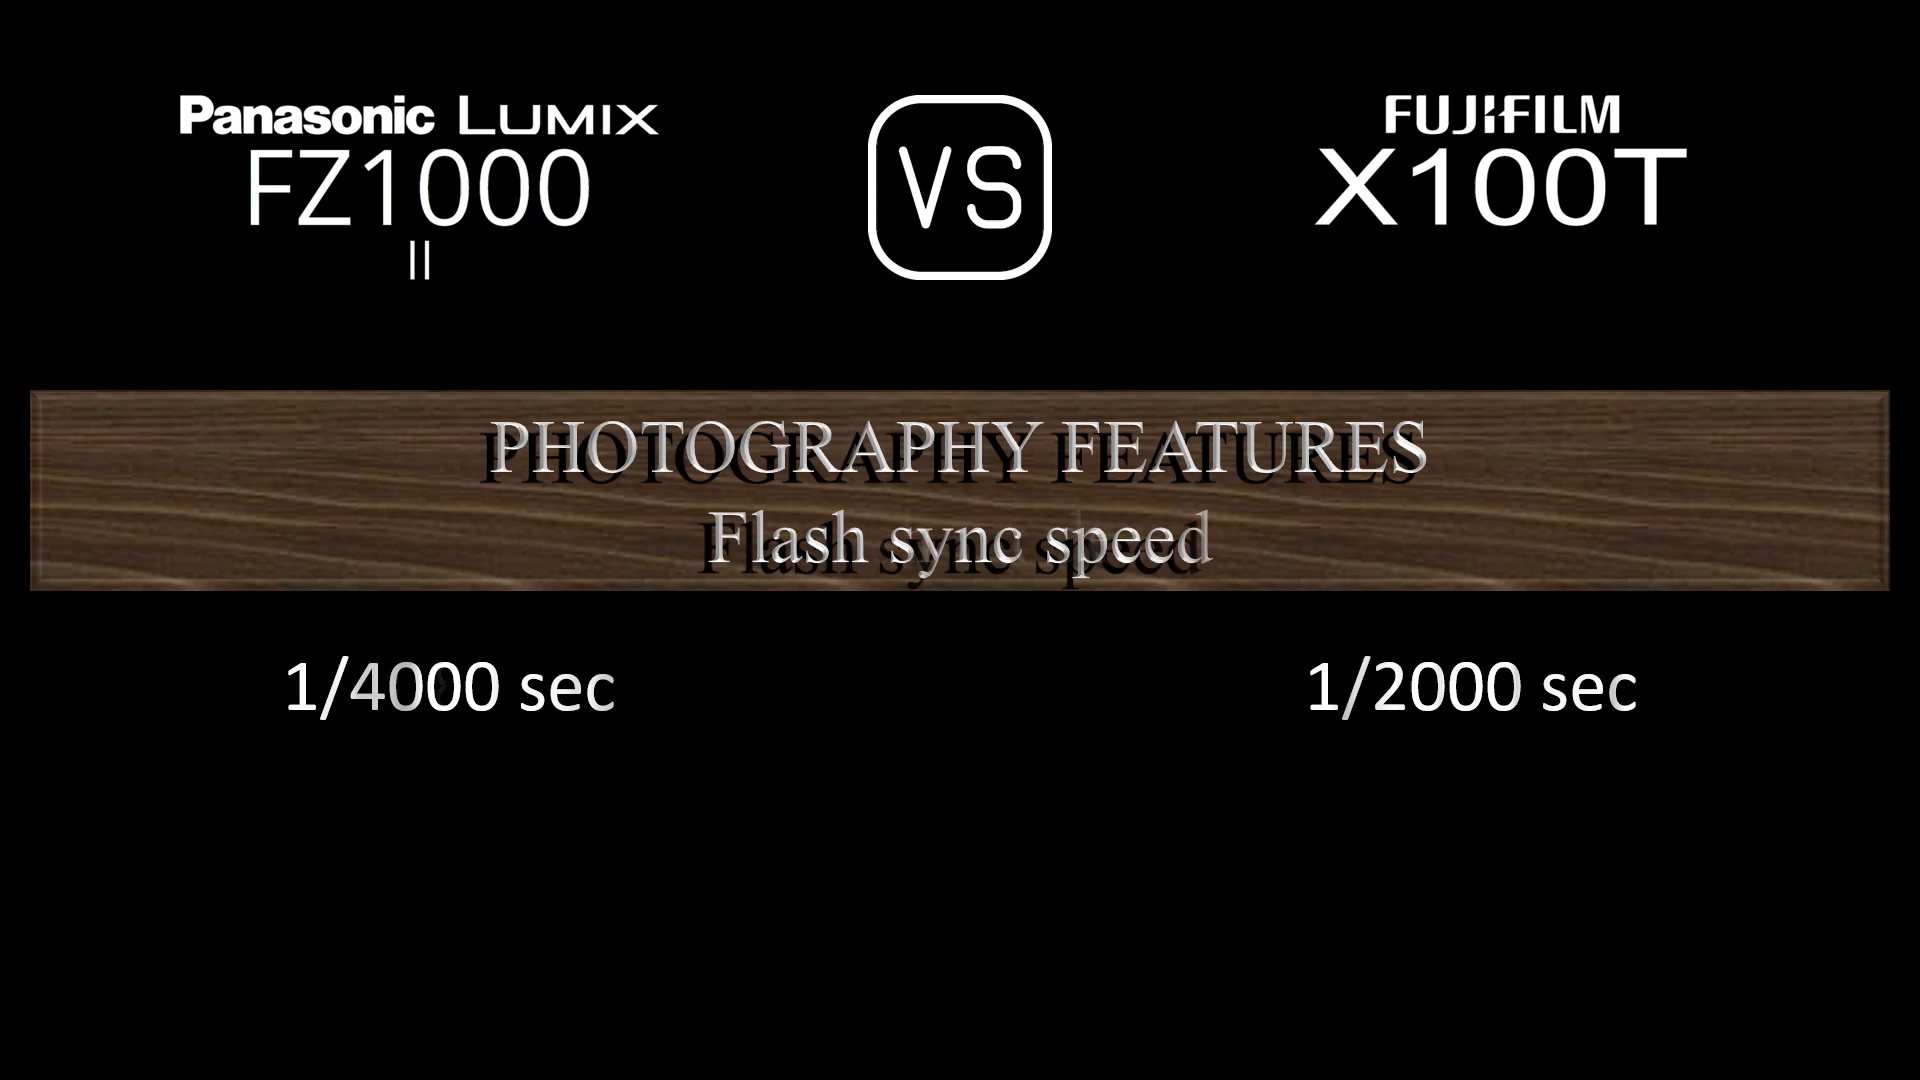 Panasonic LUMIX
FZ1000
II
VS
FUJIFILM
X100T
PHOTOGRAPHY FEATURES
Flash sync speed
1/4000 sec
1/2000 sec